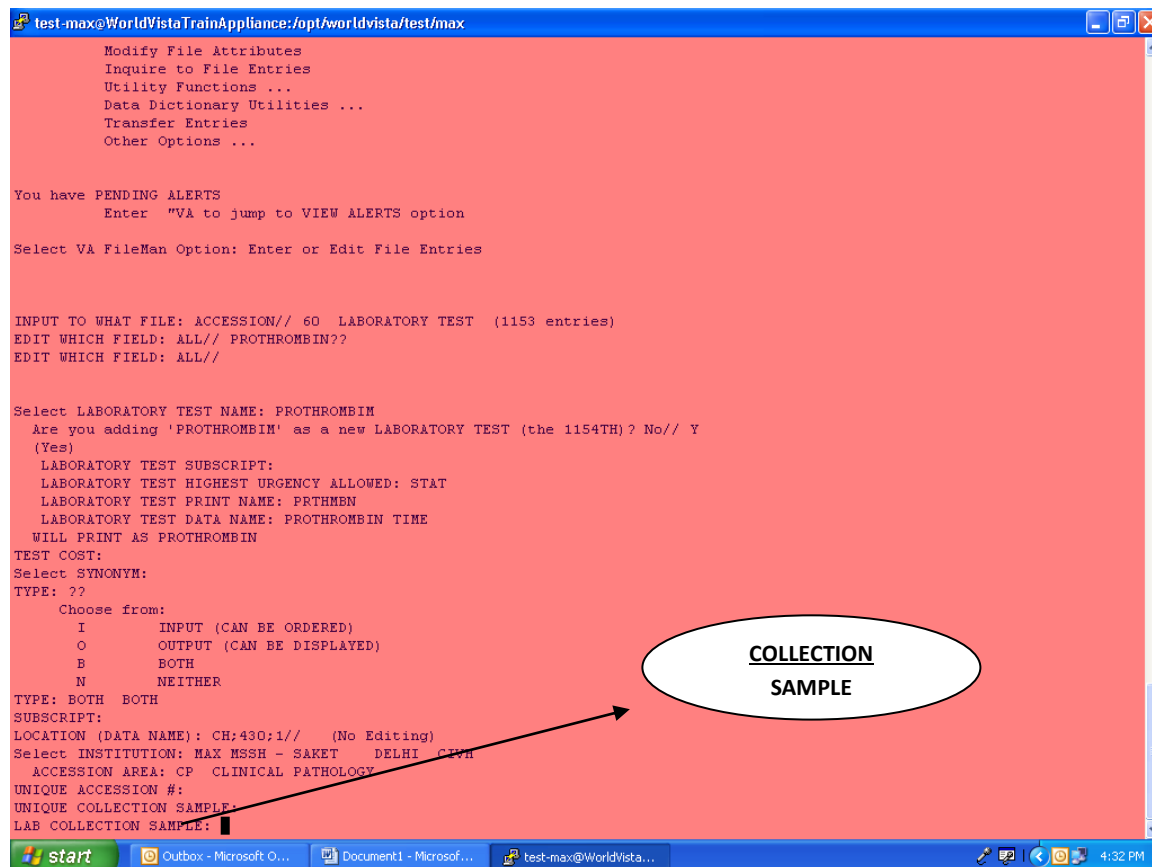 test-max@WorldVistaTrainAppliance:/opt/worldvista/test/max
Modify File Attributes
Inquire to File Entries
Utility Functions ...
Data Dictionary Utilities ...
Transfer Entries
Other Options ...
You have PENDING ALERTS
Enter "VA to jump to VIEW ALERTS option
Select VA FileMan Option: Enter or Edit File Entries
INPUT TO WHAT FILE: ACCESSION// 60 LABORATORY TEST (1153 entries)
EDIT WHICH FIELD: ALL// PROTHROMBIN??
EDIT WHICH FIELD: ALL//
Select LABORATORY TEST NAME: PROTHROMBIM
Are you adding 'PROTHROMBIM' as a new LABORATORY TEST (the 1154TH)? No// Y
(Yes)
LABORATORY TEST SUBSCRIPT:
LABORATORY TEST HIGHEST URGENCY ALLOWED: STAT
LABORATORY TEST PRINT NAME: PRTHMBN
LABORATORY TEST DATA NAME: PROTHROMBIN TIME
WILL PRINT AS PROTHROMBIN
TEST COST:
Select SYNONYM:
TYPE: ??
Choose from:
I INPUT (CAN BE ORDERED)
O OUTPUT (CAN BE DISPLAYED)
B BOTH
N NEITHER
TYPE: BOTH BOTH
SUBSCRIPT:
LOCATION (DATA NAME): CH;430;1// (No Editing)
Select INSTITUTION: MAX MSSH - SAKET DELHI CIVH
ACCESSION AREA: CP CLINICAL PATHOLOGY
UNIQUE ACCESSION #:
UNIQUE COLLECTION SAMPLE:
LAB COLLECTION SAMPLE:
COLLECTION
SAMPLE
start Outbox - Microsoft O... Document1 - Microsof... test-max@WorldVista... 4:32 PM